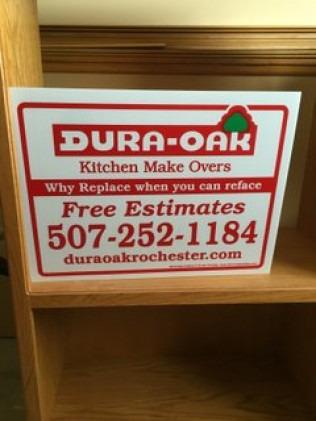 DURA-OAK
Kitchen Make Overs
Why Replace when you can reface
Free Estimates
507-252-1184
duraoakrochester.com